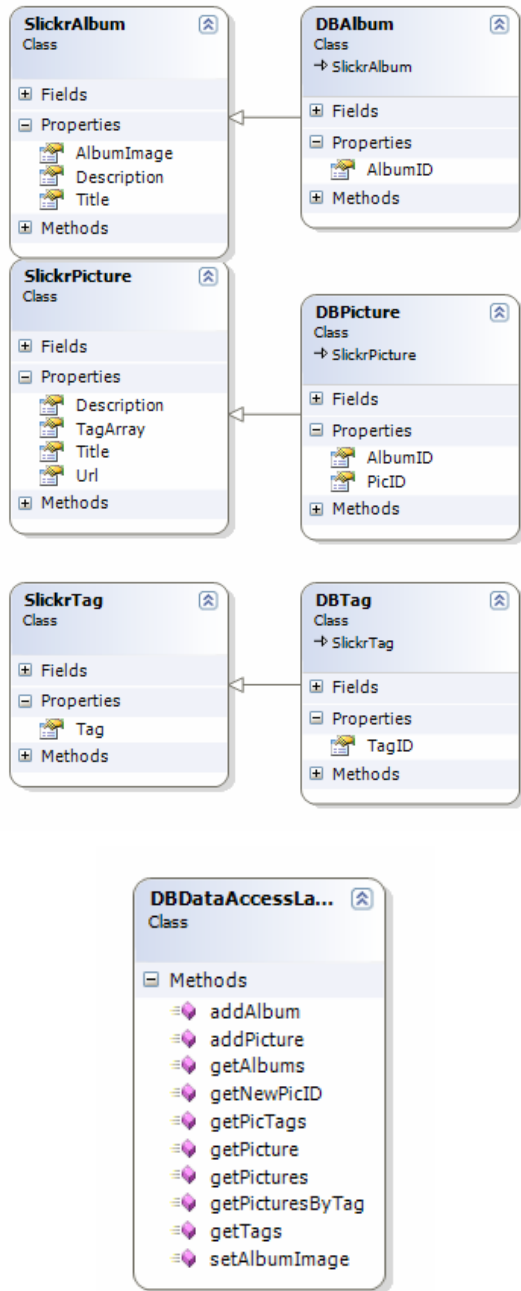 SlickrAlbum
Class
Fields
Properties
AlbumImage
Description
Title
Methods
DBAlbum
Class
SlickrAlbum
Fields
Properties
AlbumID
Methods
SlickrPicture
Class
Fields
Properties
Description
TagArray
Title
Url
Methods
DBPicture
Class
SlickrPicture
Fields
Properties
AlbumID
PicID
Methods
SlickrTag
Class
Fields
Properties
Tag
Methods
DBTag
Class
SlickrTag
Fields
Properties
TagID
Methods
DBDataAccessLa...
Class
Methods
addAlbum
addPicture
getAlbums
getNewPicID
getPicTags
getPicture
getPictures
getPicturesByTag
getTags
setAlbumImage